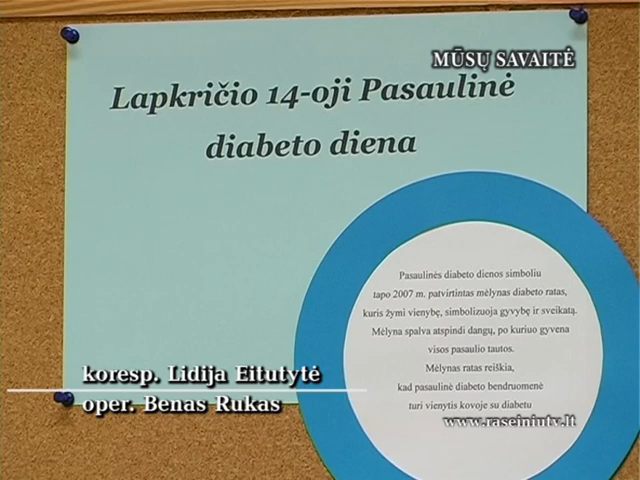 MŪSŲ SAVAITĖ
Lapkričio 14-oji Pasaulinė
diabeto diena
Pasaulinės diabeto dienos simboliu
tapo 2007 m. patvirtintas mėlynas diabeto ratas,
kuris žymi vienybę, simbolizuoja gyvybę ir sveikatą.
Mėlyna spalva atspindi dangų, po kuriuo gyvena
visos pasaulio tautos.
Mėlynas ratas reiškia,
kad pasaulinė diabeto bendruomenė
turi vienytis kovoje su diabetu
koresp. Lidija Eitutytė
oper. Benas Rukas
www.raseiniutv.lt